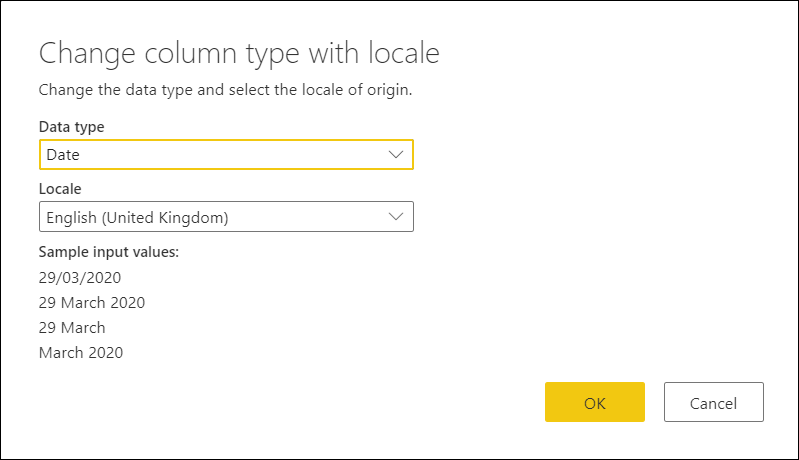 Change column type with locale
Change the data type and select the locale of origin.
Data type
Date
Locale
English (United Kingdom)
Sample input values:
29/03/2020
29 March 2020
29 March
March 2020
OK
Cancel